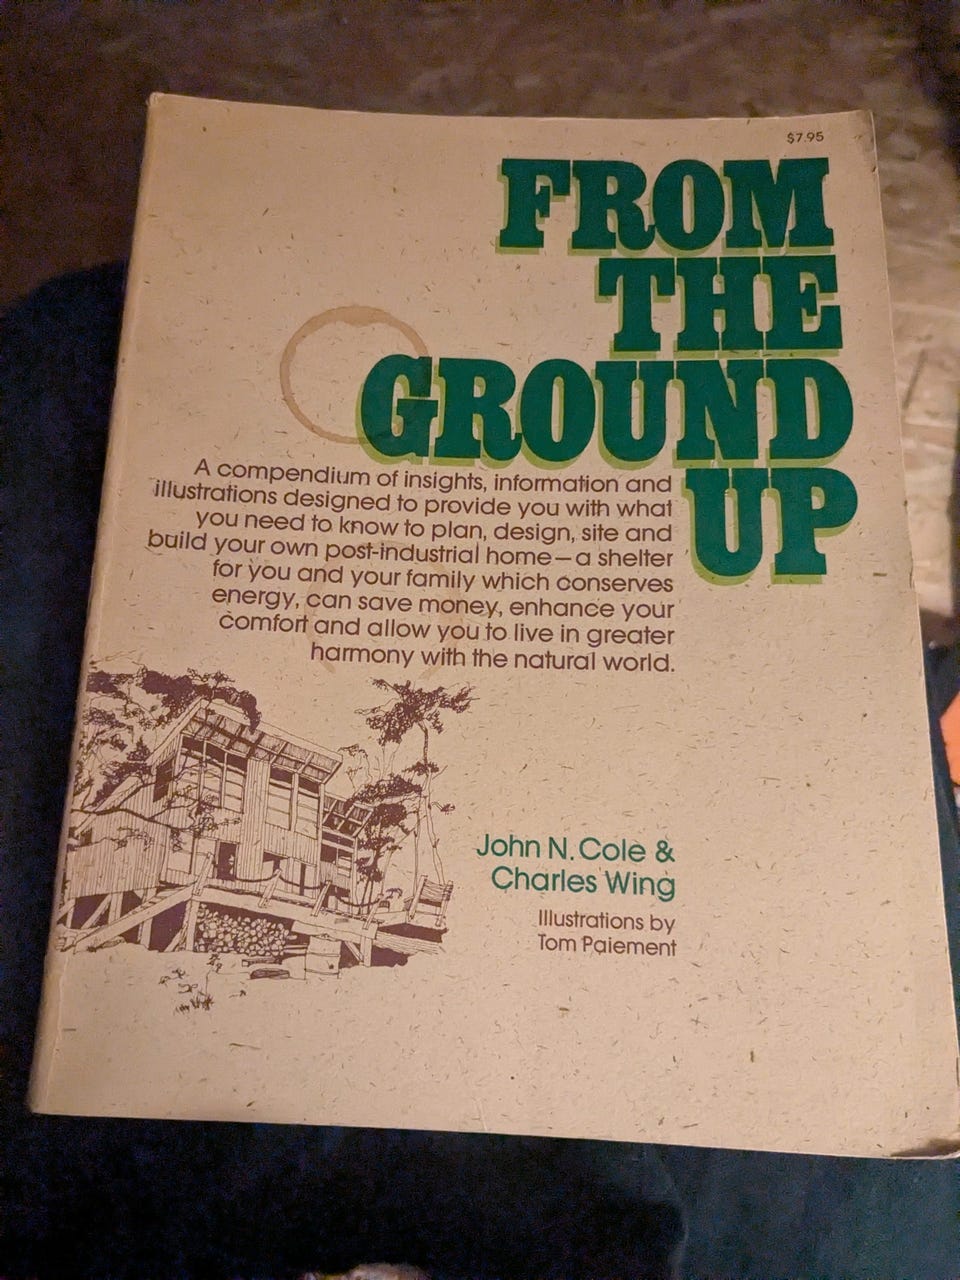 $7.95
FROM
THE
GROUND
UP
A compendium of insights, information and
illustrations designed to provide you with what
you need to know to plan, design, site and
build your own post-industrial home—a shelter
for you and your family which conserves
energy, can save money, enhance your
comfort and allow you to live in greater
harmony with the natural world.
John N. Cole &
Charles Wing
Illustrations by
Tom Paiement